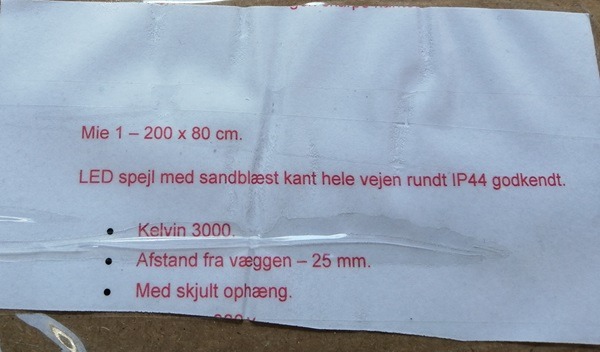 Mie 1 – 200 x 80 cm.
LED spejl med sandblæst kant hele vejen rundt IP44 godkendt.
• Kelvin 3000.
• Afstand fra væggen – 25 mm.
• Med skjult ophæng.